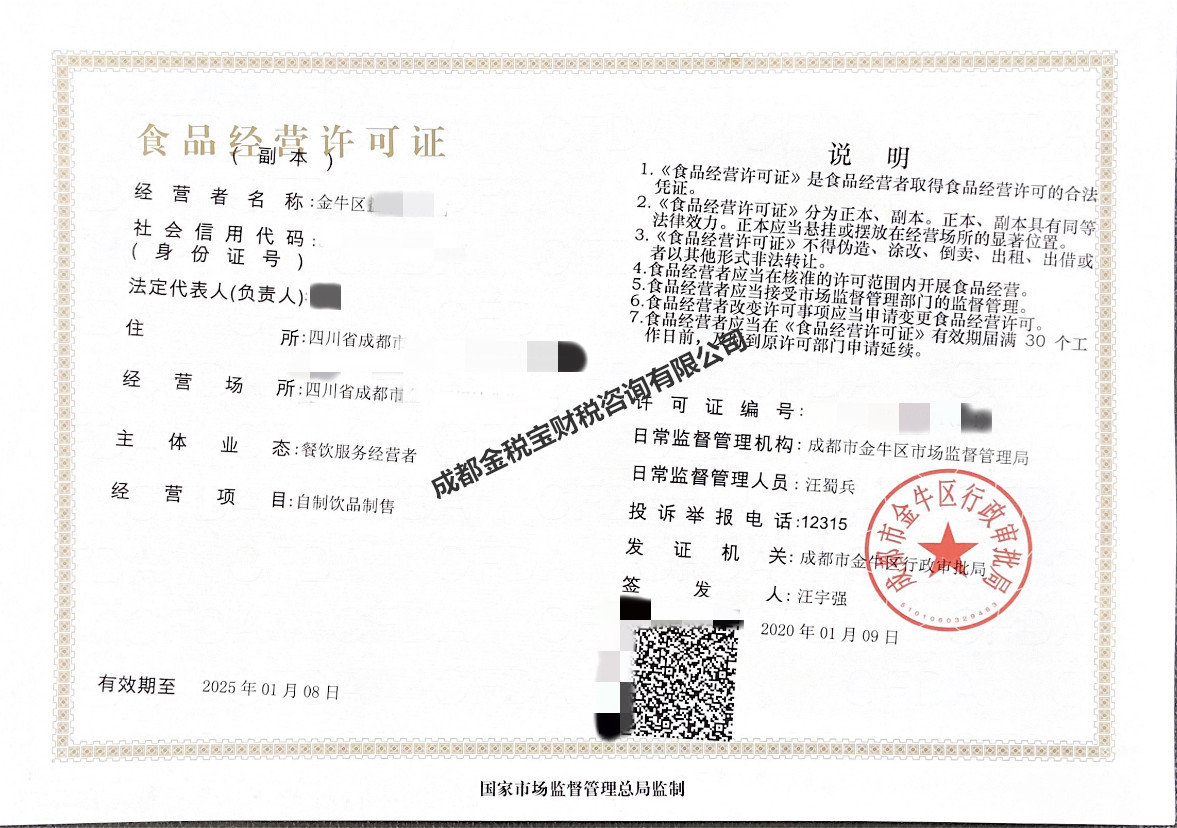 食品经营许可证
(副本)
经营者名称:金牛区
社会信用代码:
(身份证号)
法定代表人(负责人):
住所:四川省成都市
经营场所:四川省成都市
主体业态:餐饮服务经营者
经营项目:自制饮品制售
有效期至 2025年01月08日
说明
1.《食品经营许可证》是食品经营者取得食品经营许可的合法
凭证。
2.《食品经营许可证》分为正本、副本。正本、副本具有同等
法律效力。正本应当悬挂或摆放在经营场所的显著位置。
3.《食品经营许可证》不得伪造、涂改、倒卖、出租、出借或
者以其他形式非法转让。
4.食品经营者应当在核准的许可范围内开展食品经营。
5.食品经营者应当接受市场监督管理部门的监督管理。
6.食品经营者改变许可事项应当申请变更食品经营许可。
7.食品经营者应当在《食品经营许可证》有效期届满 30 个工
作日前,及到原许可部门申请延续。
成都金税宝财税咨询有限公司
许可证编号:
日常监督管理机构:成都市金牛区市场监督管理局
日常监督管理人员:汪蜀兵
投诉举报电话:12315
发证机关:成都市金牛区行政审批局
签发人:汪宇强
2020年01月09日
成都市金牛区行政审批局
5101060329463
国家市场监督管理总局监制